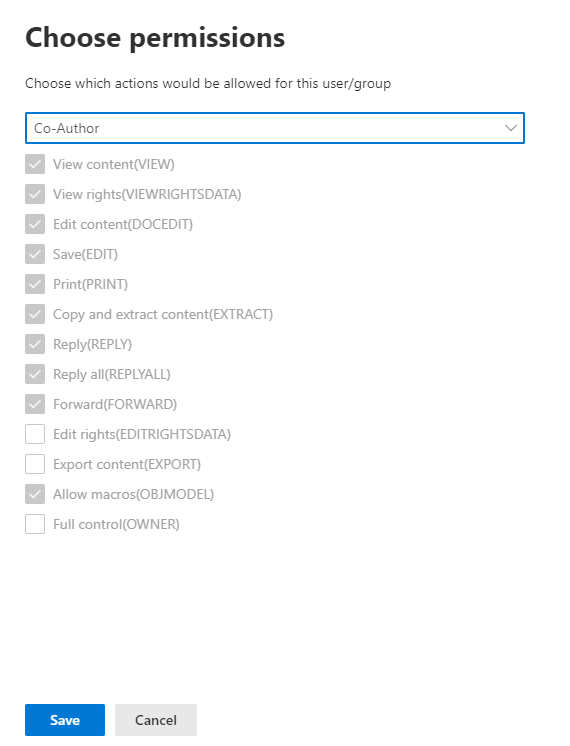 Choose permissions
Choose which actions would be allowed for this user/group
Co-Author
View content(VIEW)
View rights(VIEWRIGHTSDATA)
Edit content(DOCEDIT)
Save(EDIT)
Print(PRINT)
Copy and extract content(EXTRACT)
Reply(REPLY)
Reply all(REPLYALL)
Forward(FORWARD)
Edit rights(EDITRIGHTSDATA)
Export content(EXPORT)
Allow macros(OBJMODEL)
Full control(OWNER)
Save Cancel